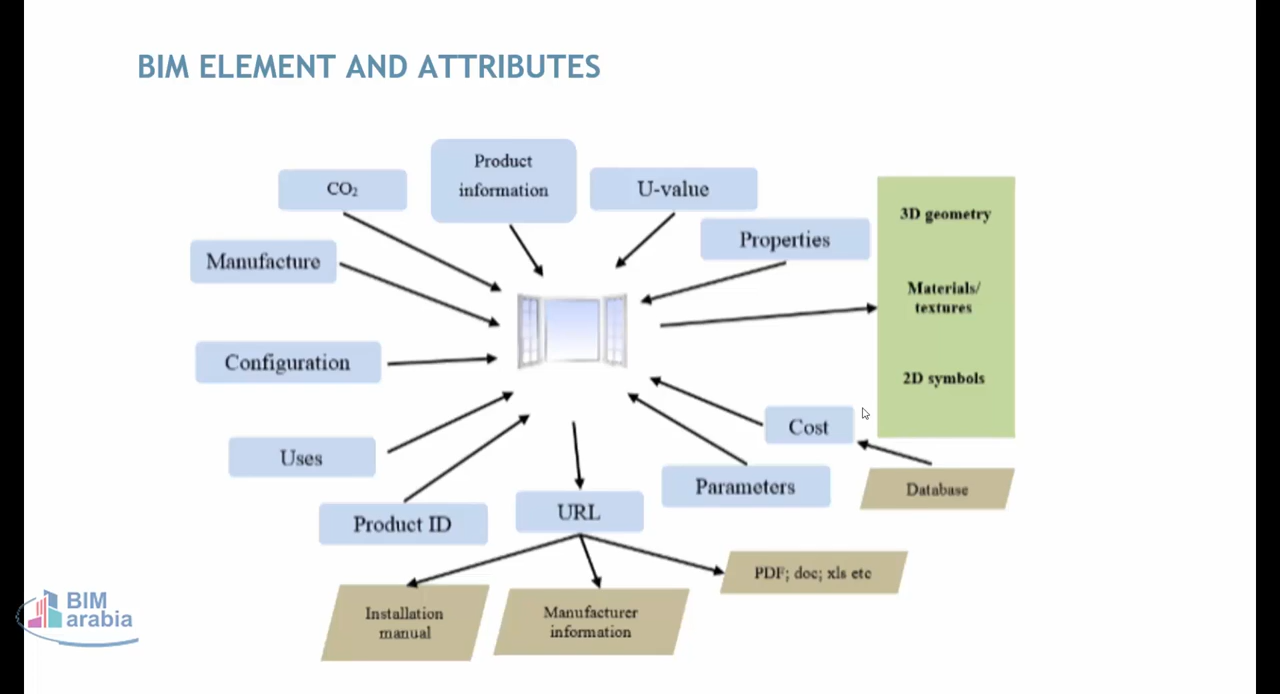 BIM ELEMENT AND ATTRIBUTES
Product
information
CO₂
U-value
3D geometry
Properties
Manufacture
Materials/
textures
Configuration
2D symbols
Cost
Uses
Parameters
Database
Product ID
URL
PDF; doc; xls etc
Installation
manual
Manufacturer
information
BIM
arabia